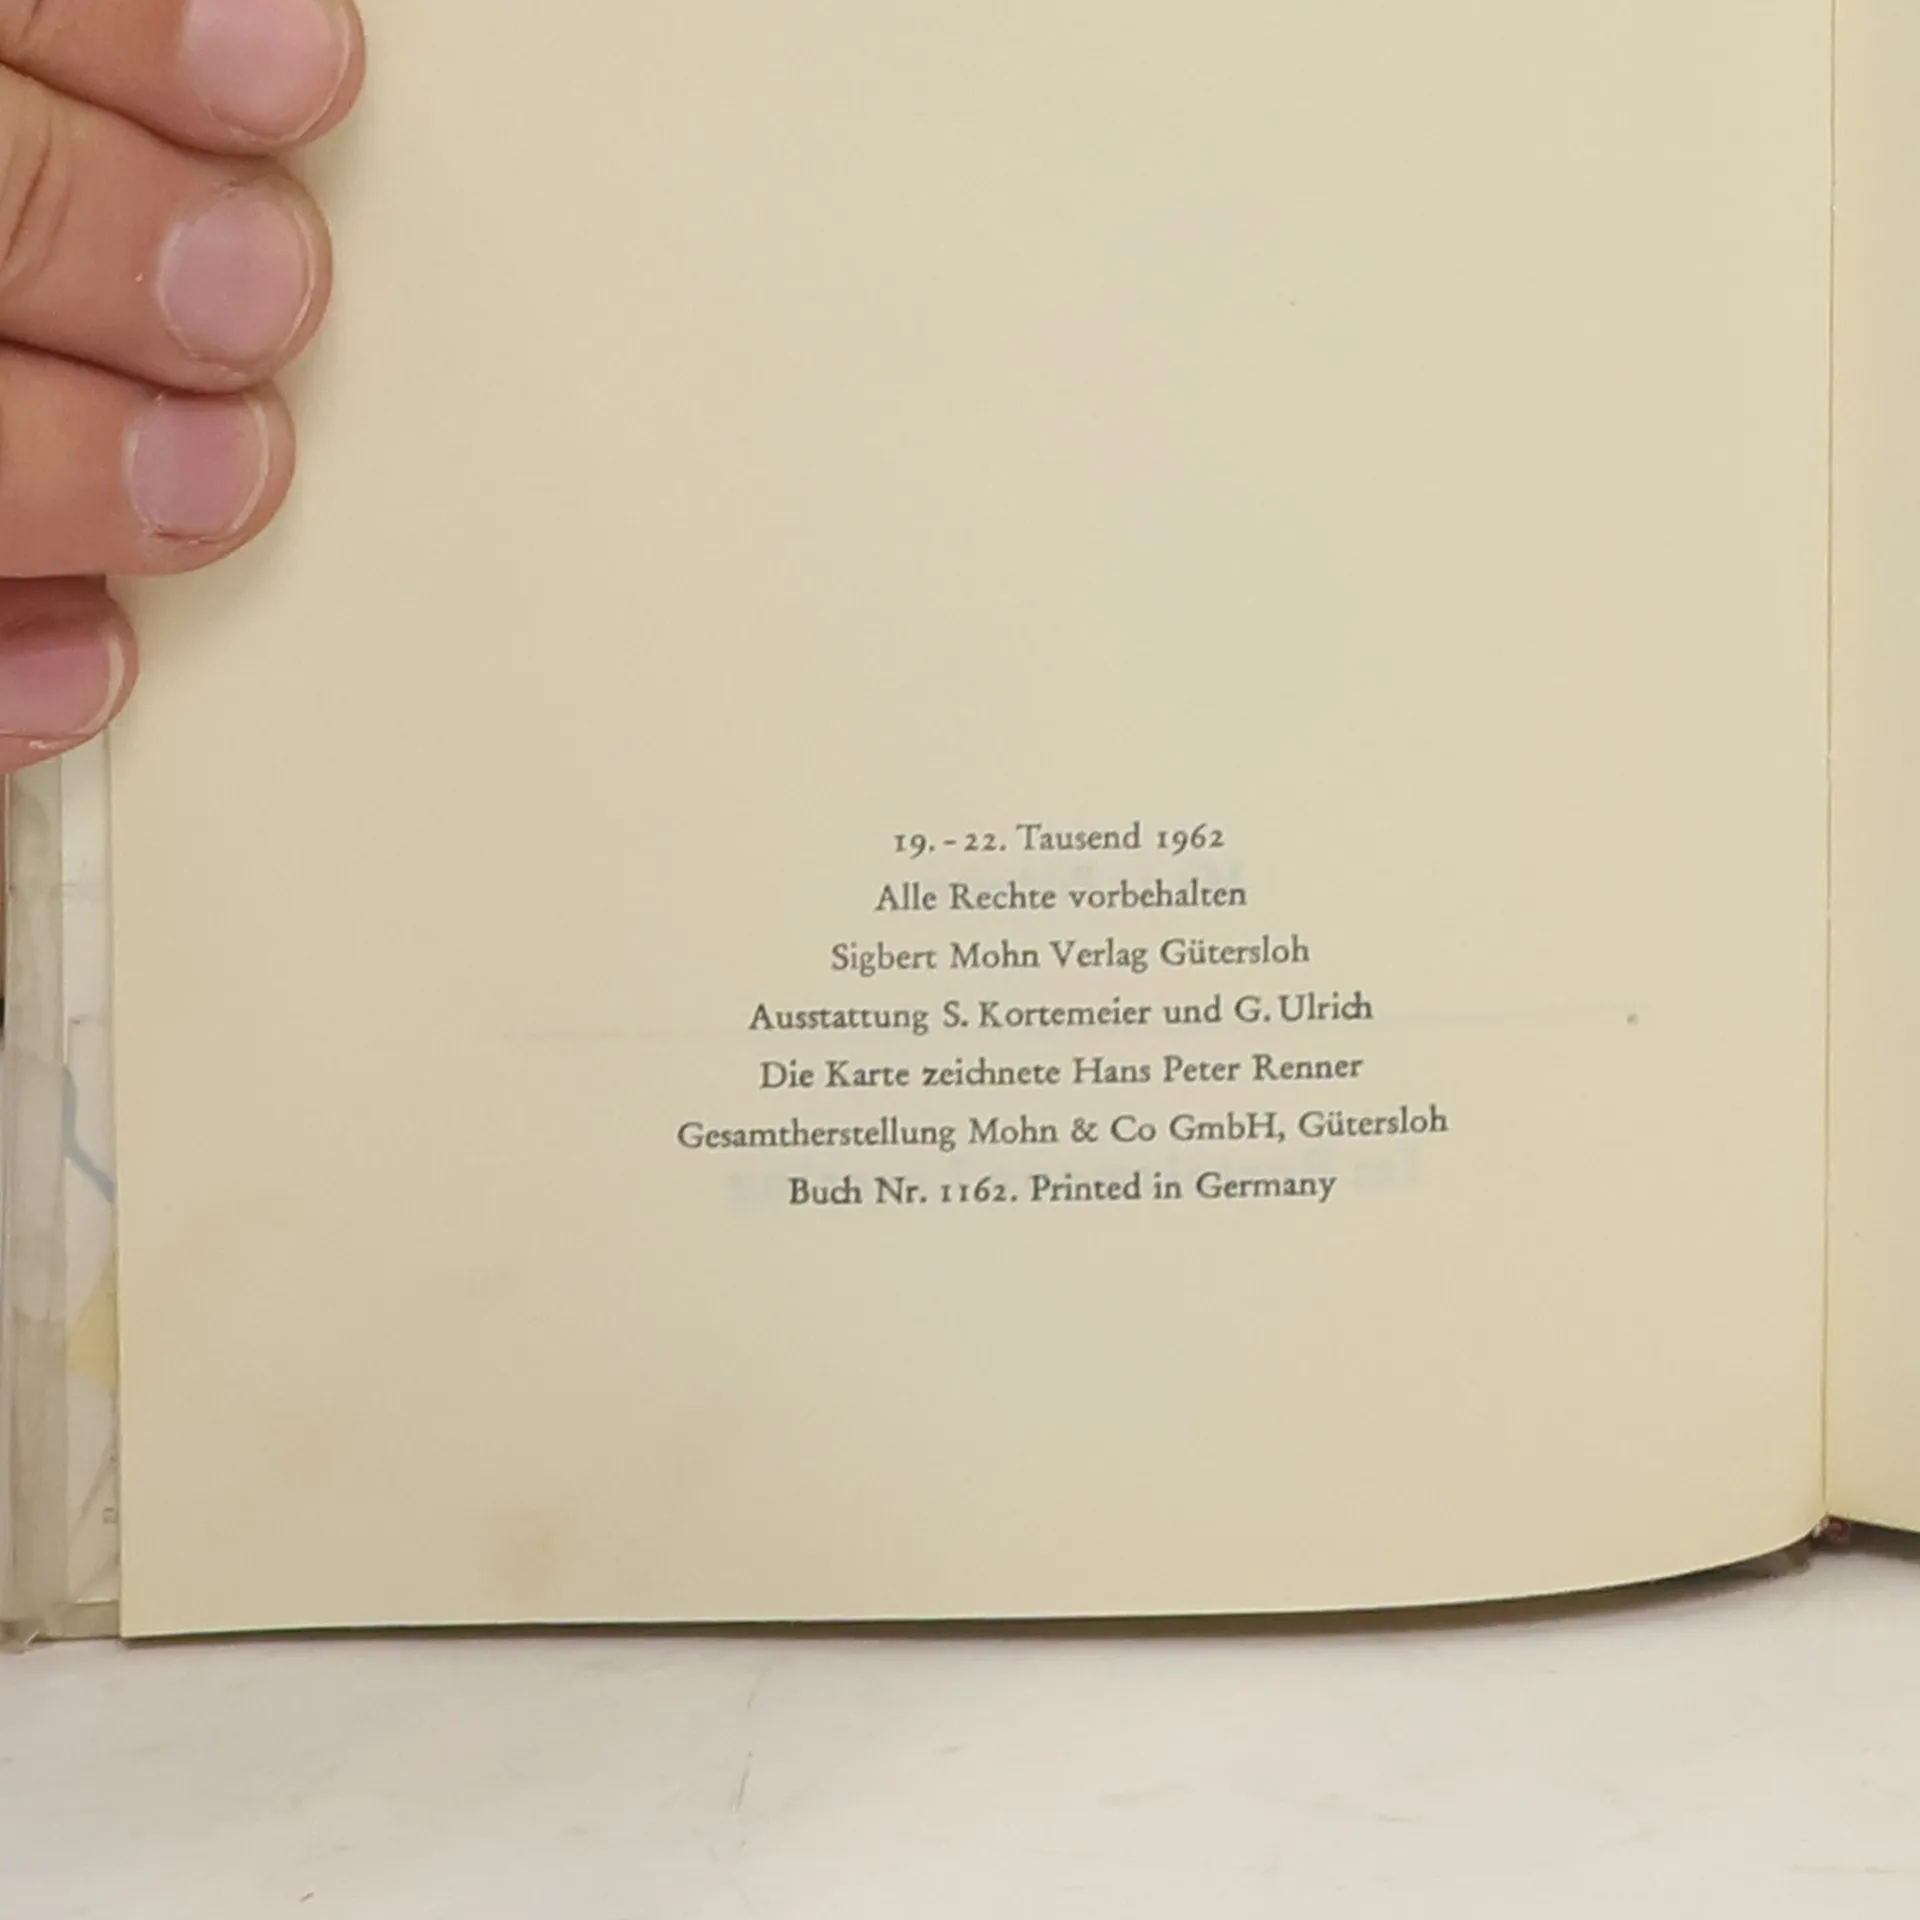 19.-22. Tausend 1962
Alle Rechte vorbehalten
Sigbert Mohn Verlag Gütersloh
Ausstattung S. Kortemeier und G. Ulrich
Die Karte zeichnete Hans Peter Renner
Gesamtherstellung Mohn & Co GmbH, Gütersloh
Buch Nr. 1162. Printed in Germany